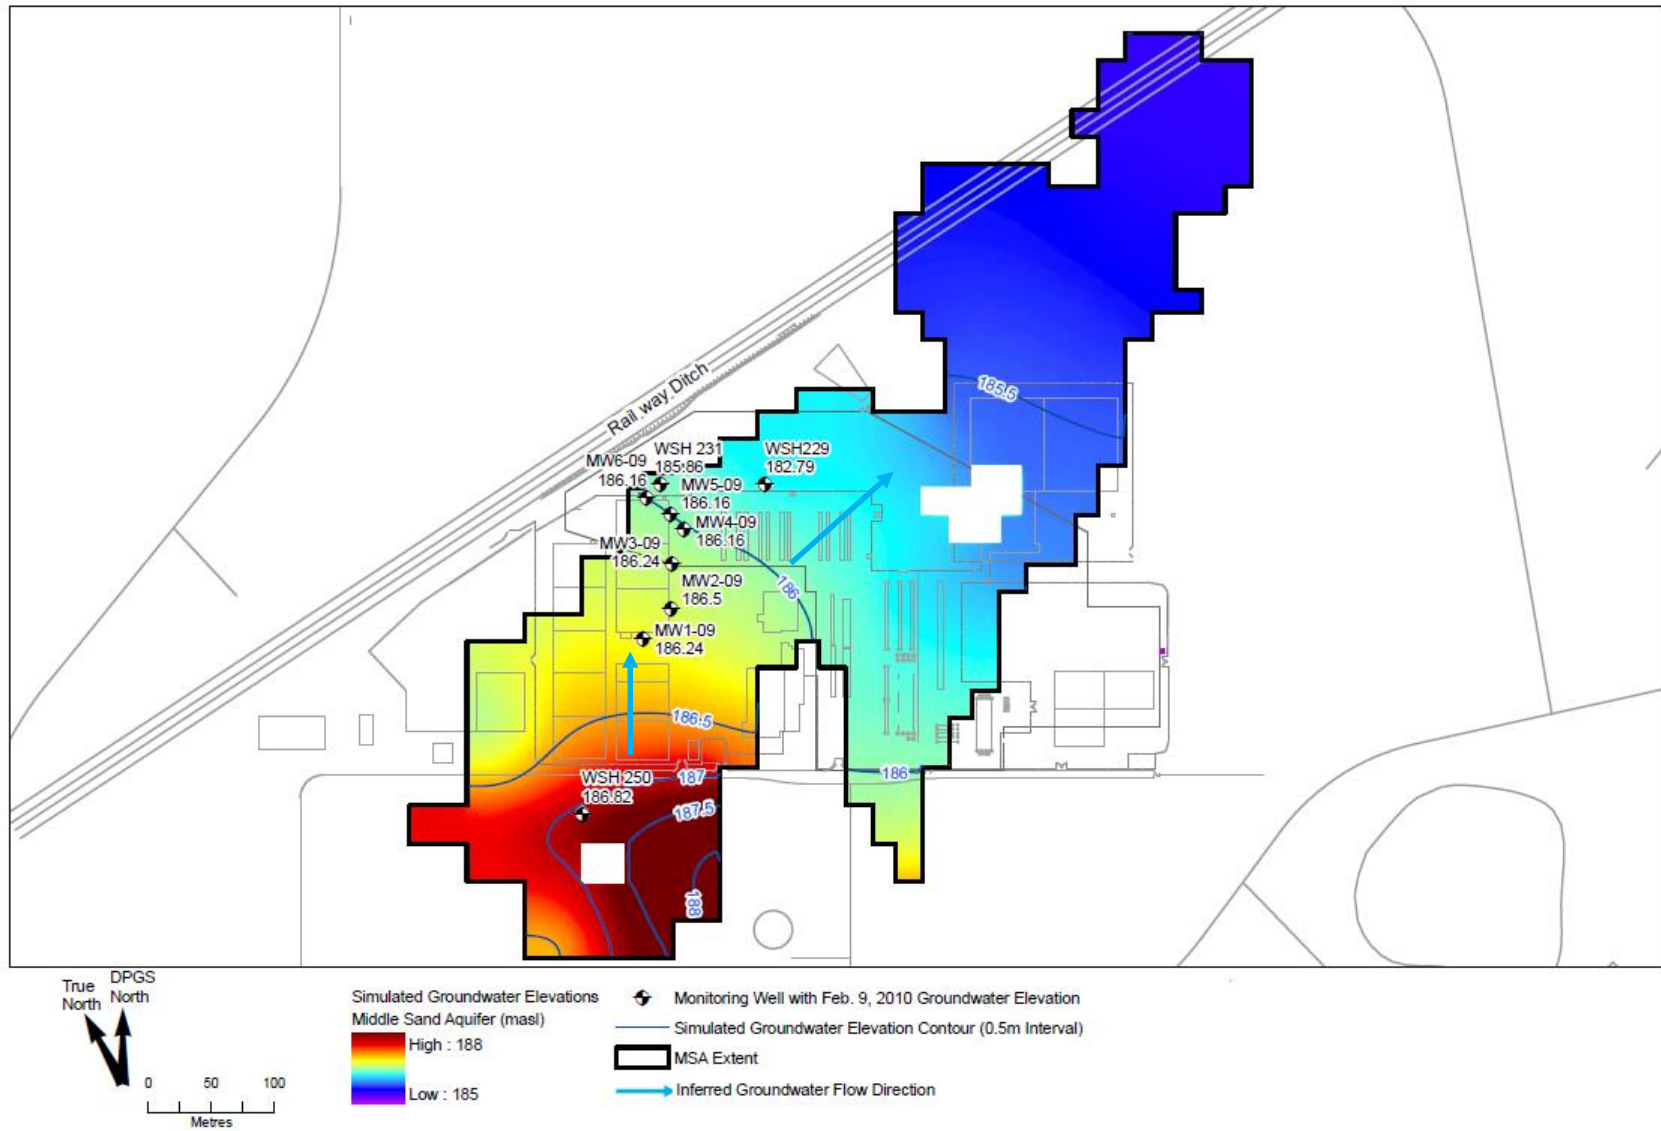 Rail way Ditch
WSH 231
185.86
WSH229
182.79
MW6-09
186.16
MW5-09
186.16
MW4-09
186.16
MW3-09
186.24
MW2-09
186.5
MW1-09
186.24
WSH 250
186.82
185.5
186
186.5
187
186
187.5
188
True
North
DPGS
North
0 50 100
Metres
Simulated Groundwater Elevations
Middle Sand Aquifer (masl)
High : 188
Low : 185
Monitoring Well with Feb. 9, 2010 Groundwater Elevation
Simulated Groundwater Elevation Contour (0.5m Interval)
MSA Extent
Inferred Groundwater Flow Direction